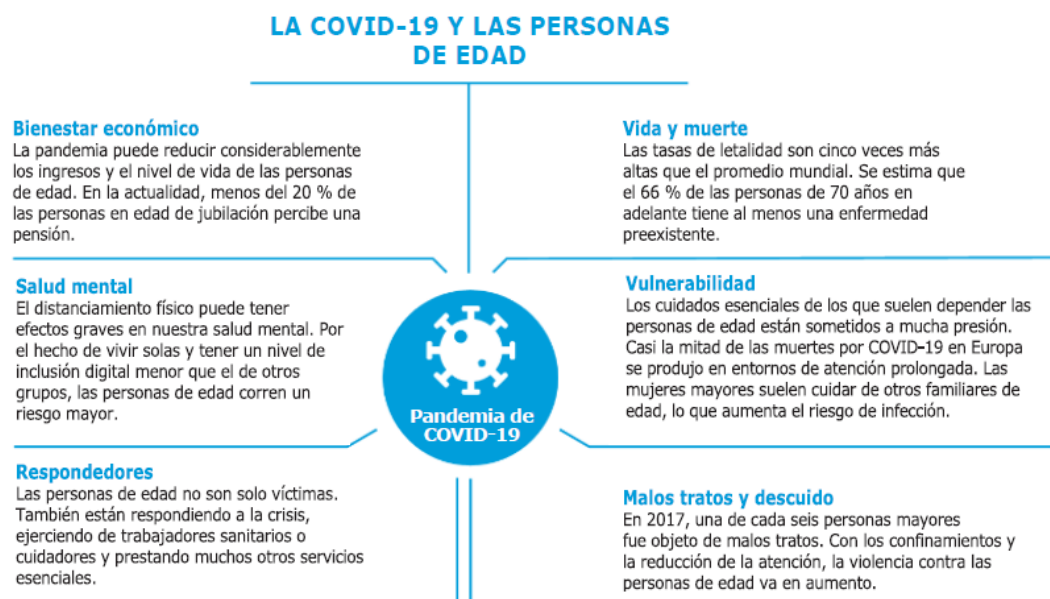 LA COVID-19 Y LAS PERSONAS
DE EDAD
Bienestar económico
La pandemia puede reducir considerablemente
los ingresos y el nivel de vida de las personas
de edad. En la actualidad, menos del 20 % de
las personas en edad de jubilación percibe una
pensión.
Salud mental
El distanciamiento físico puede tener
efectos graves en nuestra salud mental. Por
el hecho de vivir solas y tener un nivel de
inclusión digital menor que el de otros
grupos, las personas de edad corren un
riesgo mayor.
Respondedores
Las personas de edad no son solo víctimas.
También están respondiendo a la crisis,
ejerciendo de trabajadores sanitarios o
cuidadores y prestando muchos otros servicios
esenciales.
Pandemia de
COVID-19
Vida y muerte
Las tasas de letalidad son cinco veces más
altas que el promedio mundial. Se estima que
el 66 % de las personas de 70 años en
adelante tiene al menos una enfermedad
preexistente.
Vulnerabilidad
Los cuidados esenciales de los que suelen depender las
personas de edad están sometidos a mucha presión.
Casi la mitad de las muertes por COVID-19 en Europa
se produjo en entornos de atención prolongada. Las
mujeres mayores suelen cuidar de otros familiares de
edad, lo que aumenta el riesgo de infección.
Malos tratos y descuido
En 2017, una de cada seis personas mayores
fue objeto de malos tratos. Con los confinamientos y
la reducción de la atención, la violencia contra las
personas de edad va en aumento.